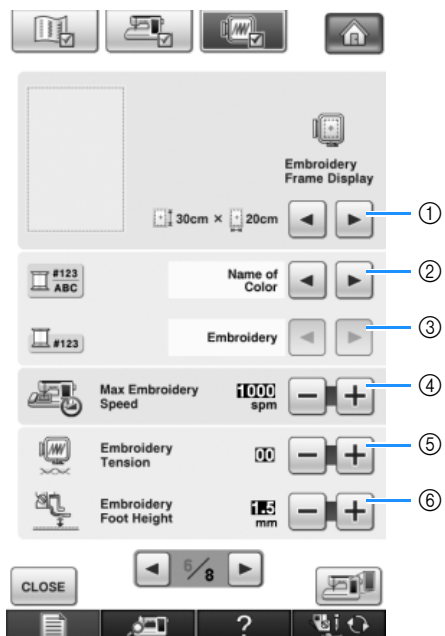 Embroidery
Frame Display
30cm × 20cm
①
#123
ABC
Name of
Color
②
#123
Embroidery
③
Max Embroidery
Speed
1000
spm
④
Embroidery
Tension
00
⑤
Embroidery
Foot Height
1.5
mm
⑥
CLOSE
6/8
?
i